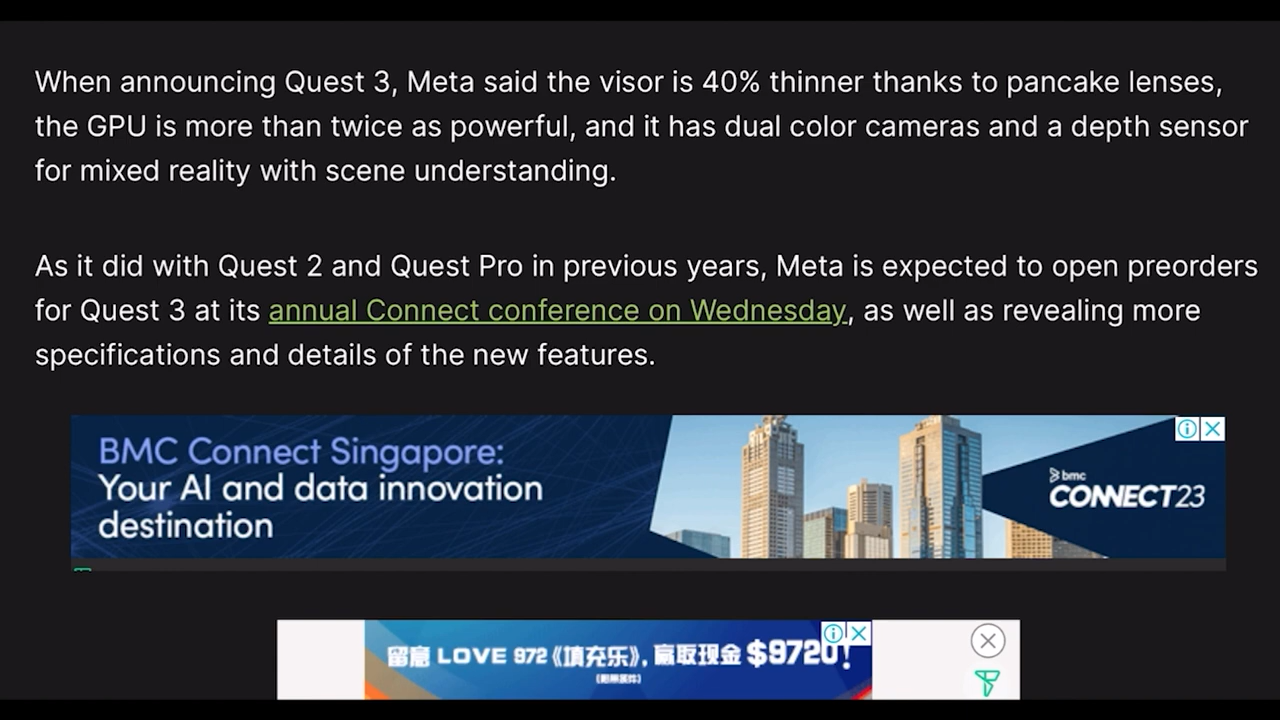 When announcing Quest 3, Meta said the visor is 40% thinner thanks to pancake lenses,
the GPU is more than twice as powerful, and it has dual color cameras and a depth sensor
for mixed reality with scene understanding.
As it did with Quest 2 and Quest Pro in previous years, Meta is expected to open preorders
for Quest 3 at its annual Connect conference on Wednesday, as well as revealing more
specifications and details of the new features.
BMC Connect Singapore:
Your AI and data innovation
destination
bmc
CONNECT23
留意 LOVE 972《填充乐》, 赢取现金 $9720!